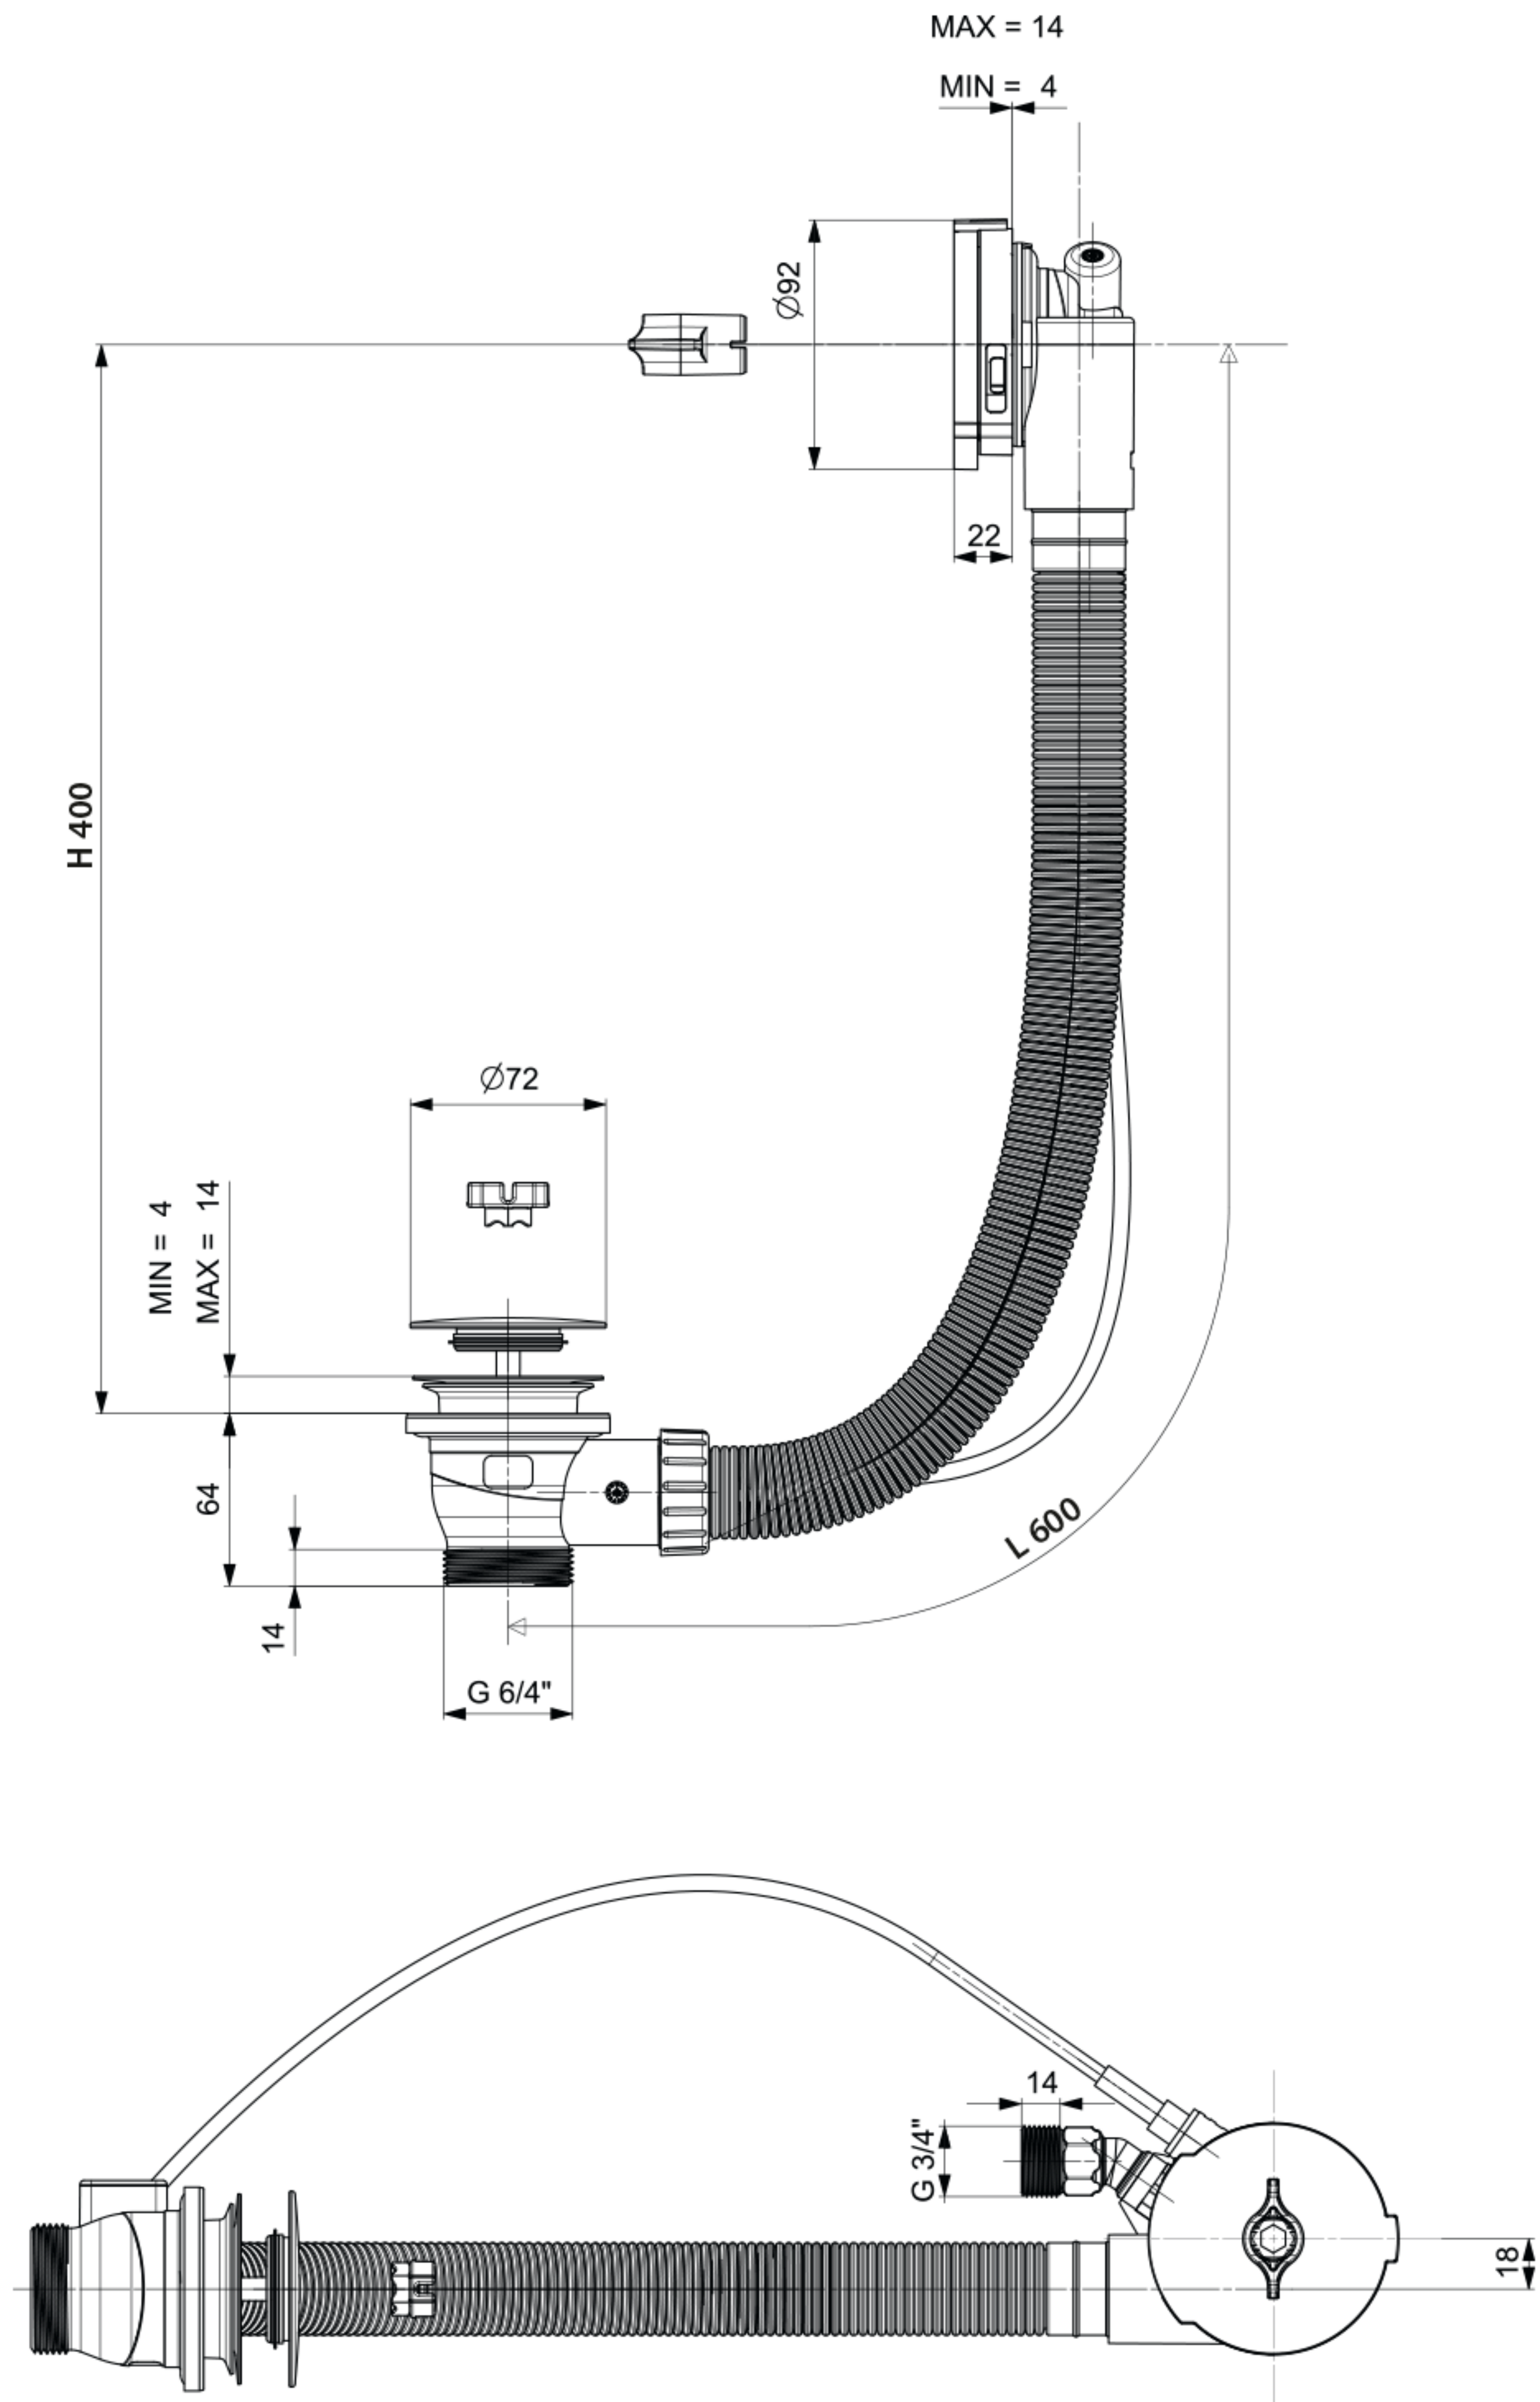 MAX = 14
MIN = 4
Ø92
22
H 400
Ø72
MIN = 4
MAX = 14
64
14
L 600
G 6/4"
14
G 3/4"
18